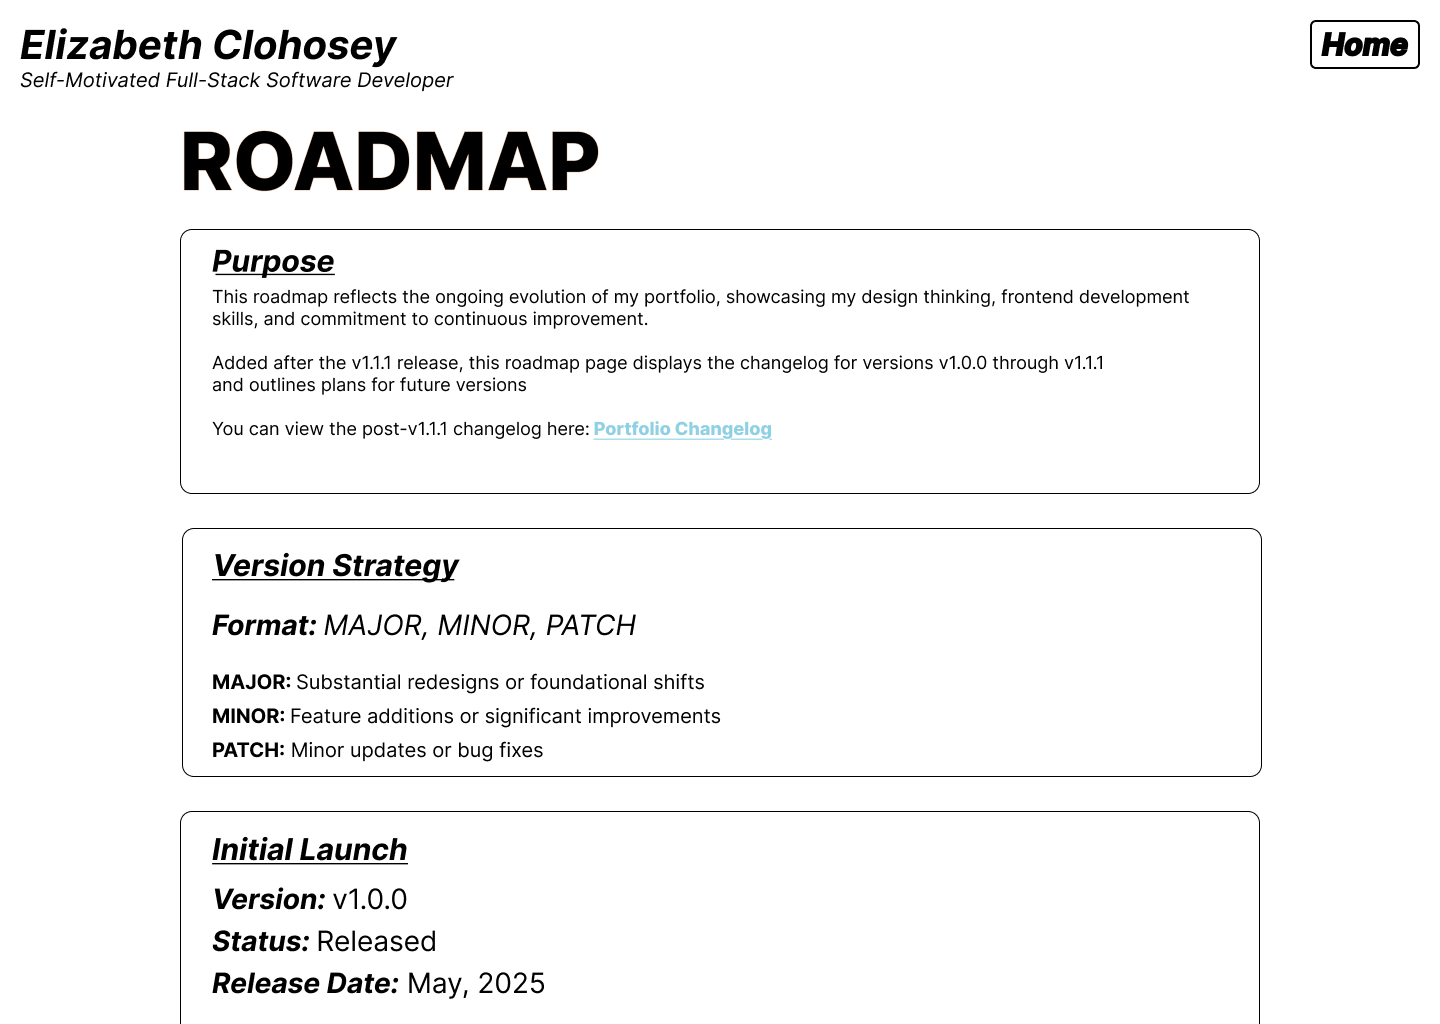 Elizabeth Clohosey
Home
Self-Motivated Full-Stack Software Developer
ROADMAP
Purpose
This roadmap reflects the ongoing evolution of my portfolio, showcasing my design thinking, frontend development
skills, and commitment to continuous improvement.
Added after the v1.1.1 release, this roadmap page displays the changelog for versions v1.0.0 through v1.1.1
and outlines plans for future versions
You can view the post-v1.1.1 changelog here: Portfolio Changelog
Version Strategy
Format: MAJOR, MINOR, PATCH
MAJOR: Substantial redesigns or foundational shifts
MINOR: Feature additions or significant improvements
PATCH: Minor updates or bug fixes
Initial Launch
Version: v1.0.0
Status: Released
Release Date: May, 2025